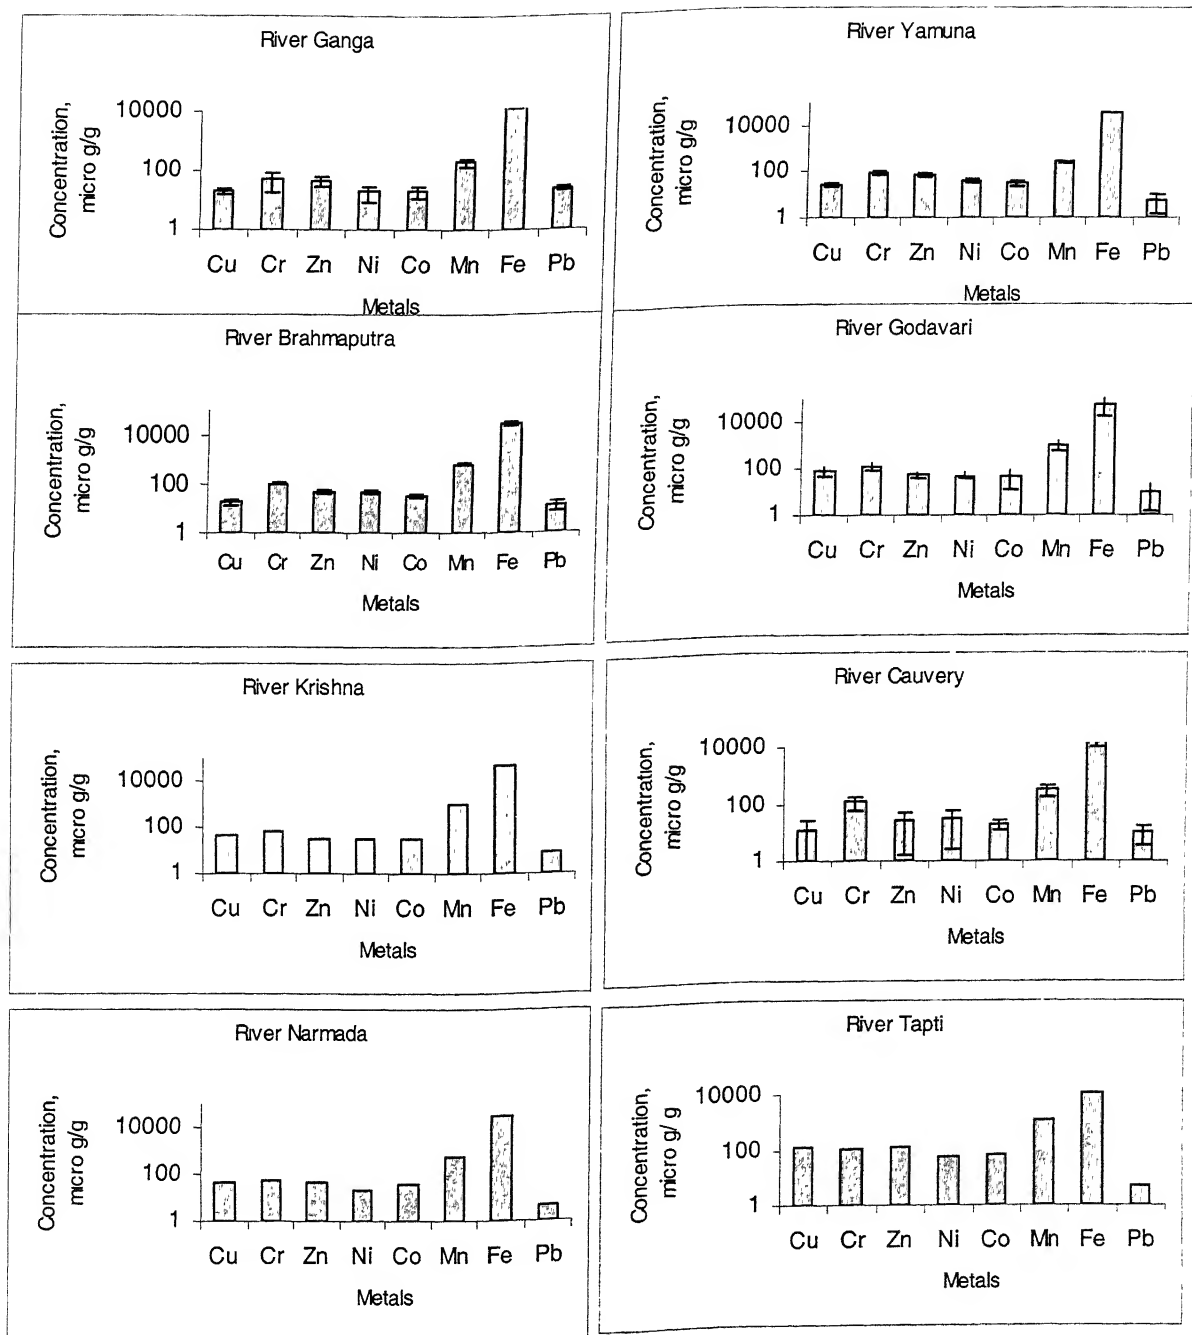 River Ganga
Concentration,
micro g/g
10000
100
1
Cu Cr Zn Ni Co Mn Fe Pb
Metals
River Yamuna
Concentration,
micro g/g
10000
100
1
Cu Cr Zn Ni Co Mn Fe Pb
Metals
River Brahmaputra
Concentration,
micro g/g
10000
100
1
Cu Cr Zn Ni Co Mn Fe Pb
Metals
River Godavari
Concentration,
micro g/g
10000
100
1
Cu Cr Zn Ni Co Mn Fe Pb
Metals
River Krishna
Concentration,
micro g/g
10000
100
1
Cu Cr Zn Ni Co Mn Fe Pb
Metals
River Cauvery
Concentration,
micro g/g
10000
100
1
Cu Cr Zn Ni Co Mn Fe Pb
Metals
River Narmada
Concentration,
micro g/g
10000
100
1
Cu Cr Zn Ni Co Mn Fe Pb
Metals
River Tapti
Concentration,
micro g/ g
10000
100
1
Cu Cr Zn Ni Co Mn Fe Pb
Metals